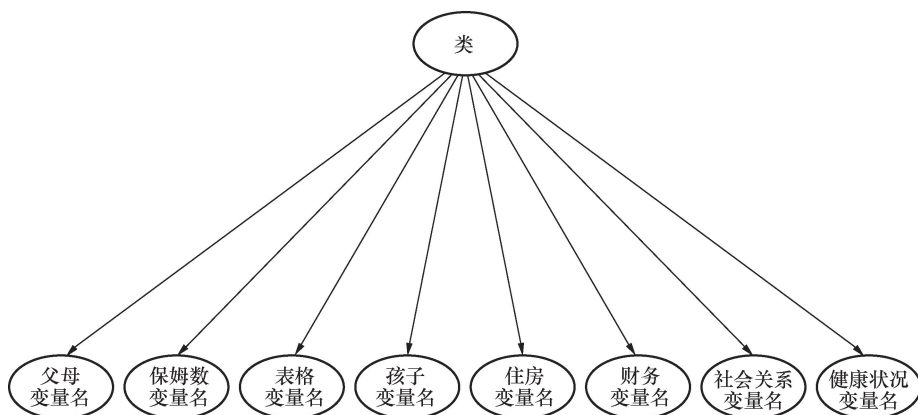 类
父母
变量名
保姆数
变量名
表格
变量名
孩子
变量名
住房
变量名
财务
变量名
社会关系
变量名
健康状况
变量名